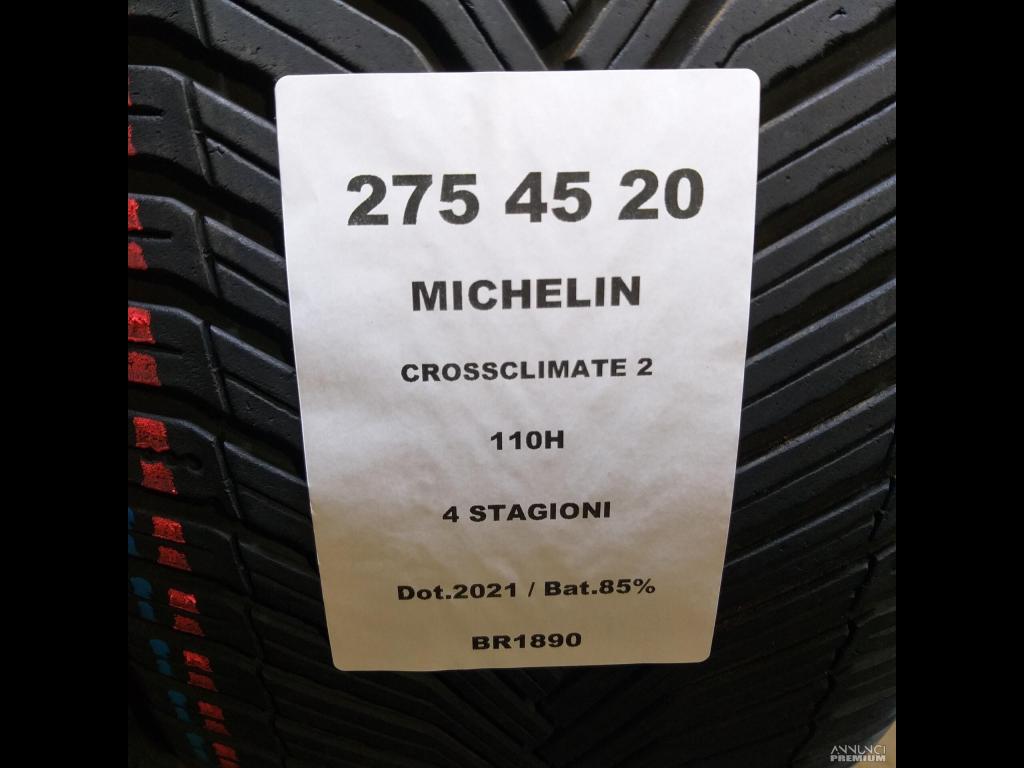 275 45 20
MICHELIN
CROSSCLIMATE 2
110H
4 STAGIONI
Dot.2021 / Bat.85%
BR1890
ANNUNCI
PREMIUM